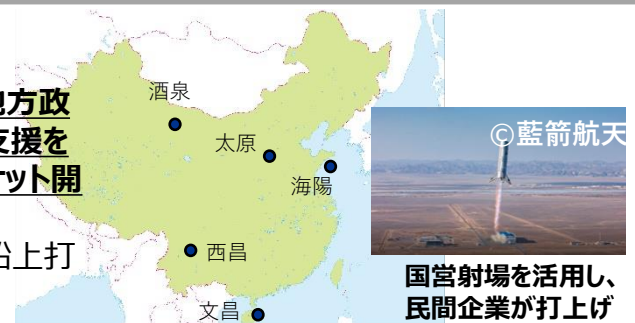 方政
支援を
ケット開
上打
酒泉
太原
海陽
西昌
文昌
©藍箭航天
国営射場を活用し、
民間企業が打上げ